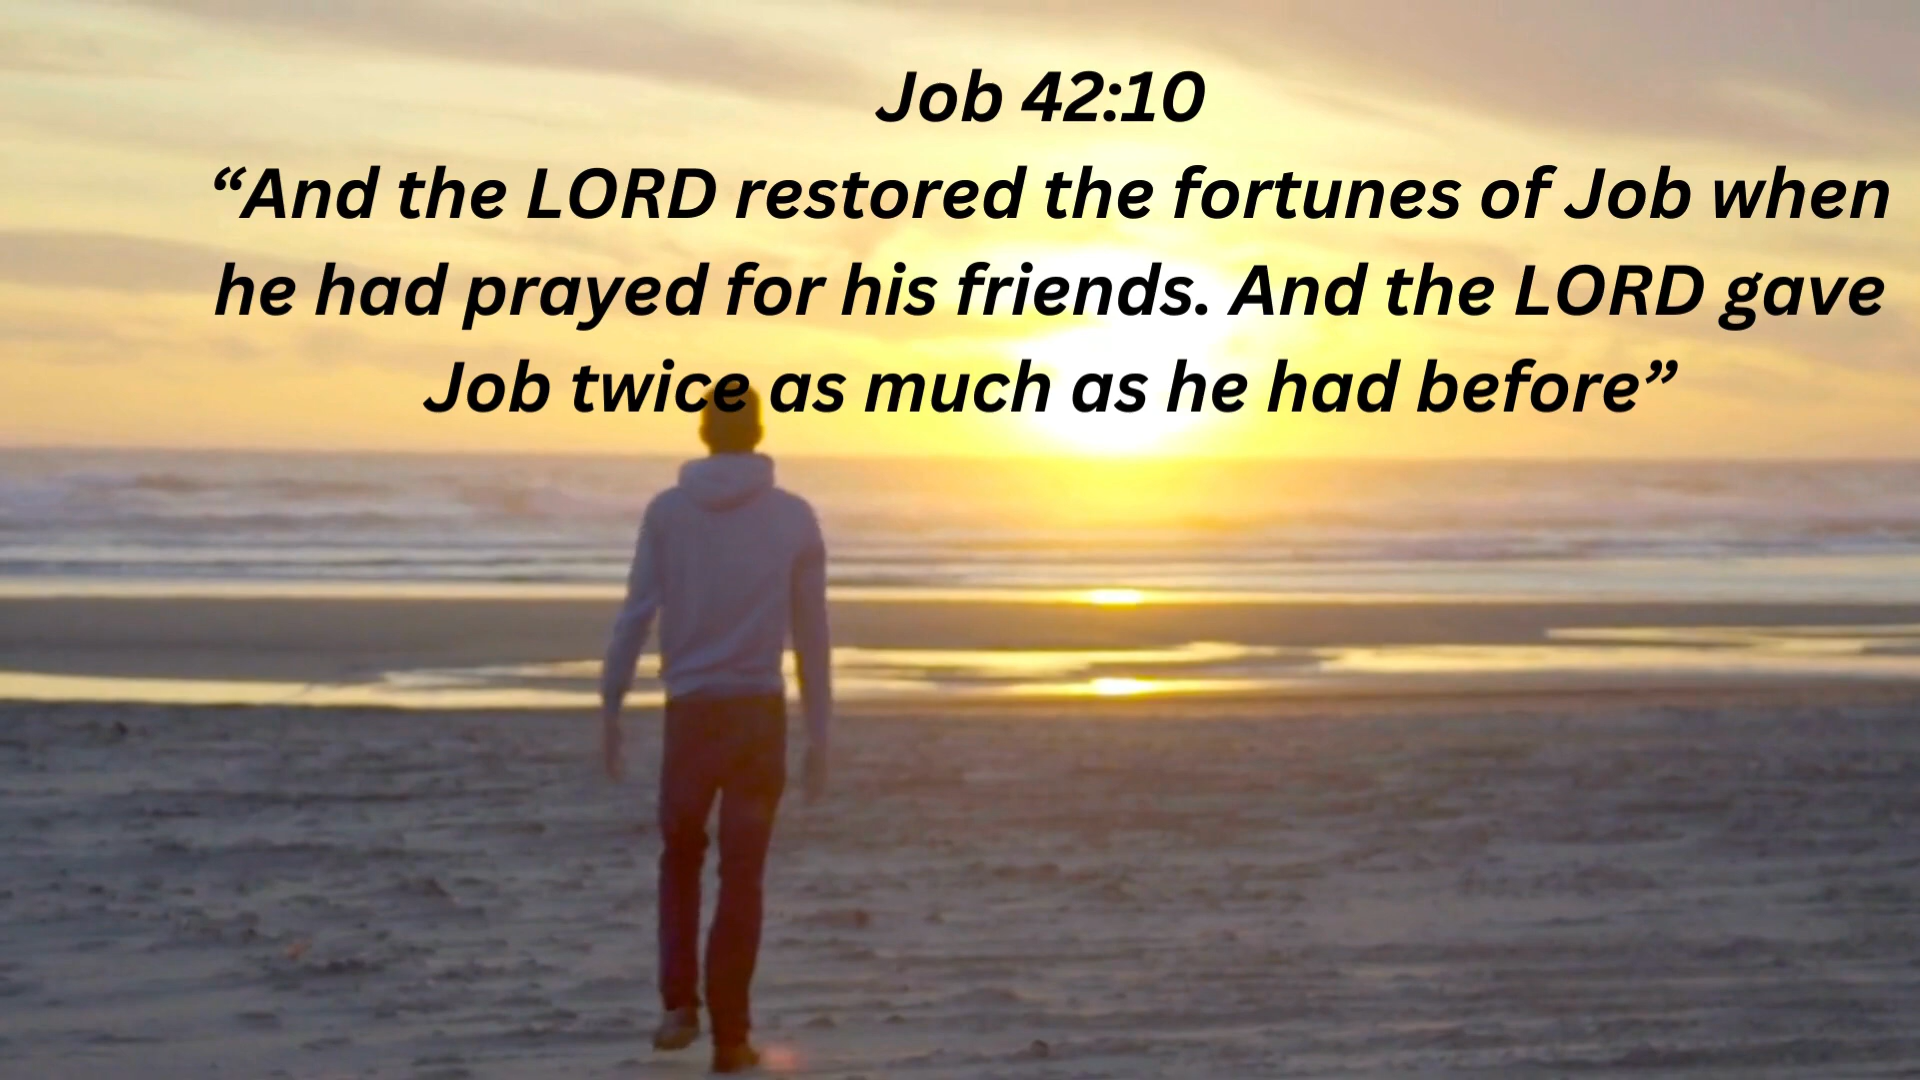 Job 42:10
“And the LORD restored the fortunes of Job when
he had prayed for his friends. And the LORD gave
Job twice as much as he had before”